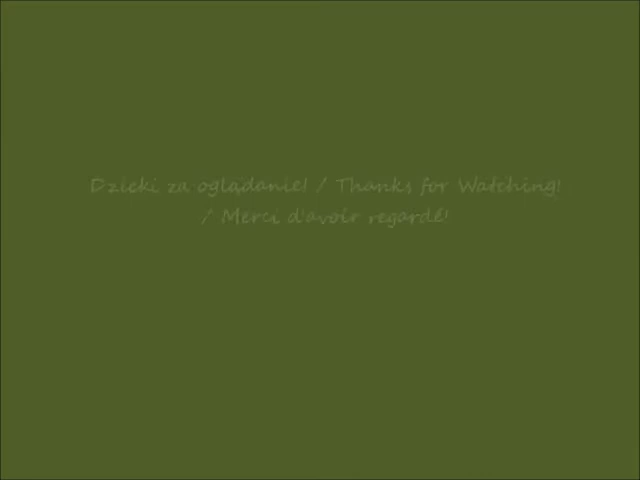 Dzieki za oglądanie! / Thanks for Watching!
/ Merci d'avoir regardé!